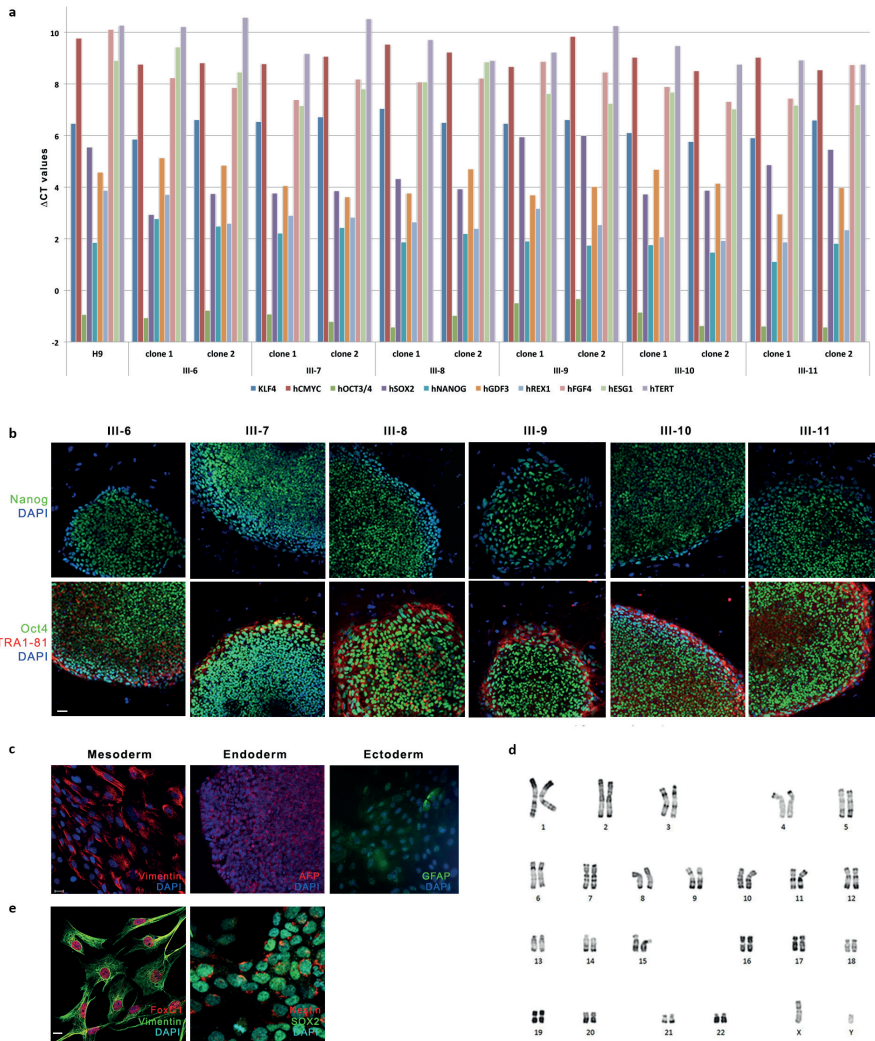 a
10
8
6
4
2
0
-2
ΔCT values
H9 clone 1 clone 2 clone 1 clone 2 clone 1 clone 2 clone 1 clone 2 clone 1 clone 2 clone 1 clone 2
III-6 III-7 III-8 III-9 III-10 III-11
KLF4 hCMYC hOCT3/4 hSOX2 hNANOG hGDF3 hREX1 hFGF4 hESG1 hTERT
b
III-6 III-7 III-8 III-9 III-10 III-11
Nanog
DAPI
Oct4
TRA1-81
DAPI
c
Mesoderm Endoderm Ectoderm
Vimentin
DAPI
AFP
DAPI
GFAP
DAPI
d
1 2 3 4 5
6 7 8 9 10 11 12
13 14 15 16 17 18
19 20 21 22 X Y
e
FoxG1
Vimentin
DAPI
Nestin
SOX2
DAPI